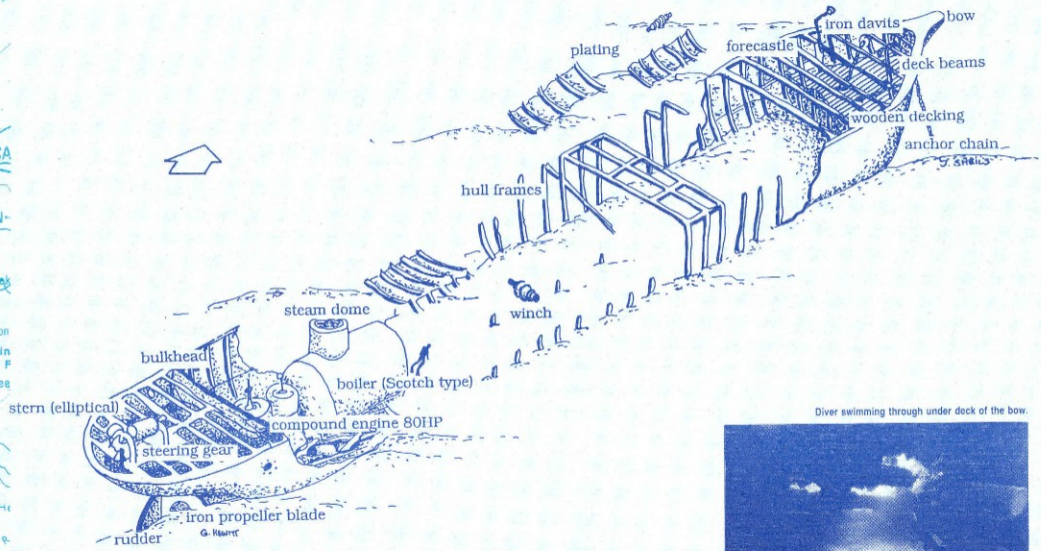 bow
iron davits
plating
forecastle
deck beams
wooden decking
anchor chain
hull frames
steam dome
winch
bulkhead
boiler (Scotch type)
stern (elliptical)
compound engine 80HP
Diver swimming through under deck of the bow.
steering gear
iron propeller blade
G. HEWITT
rudder